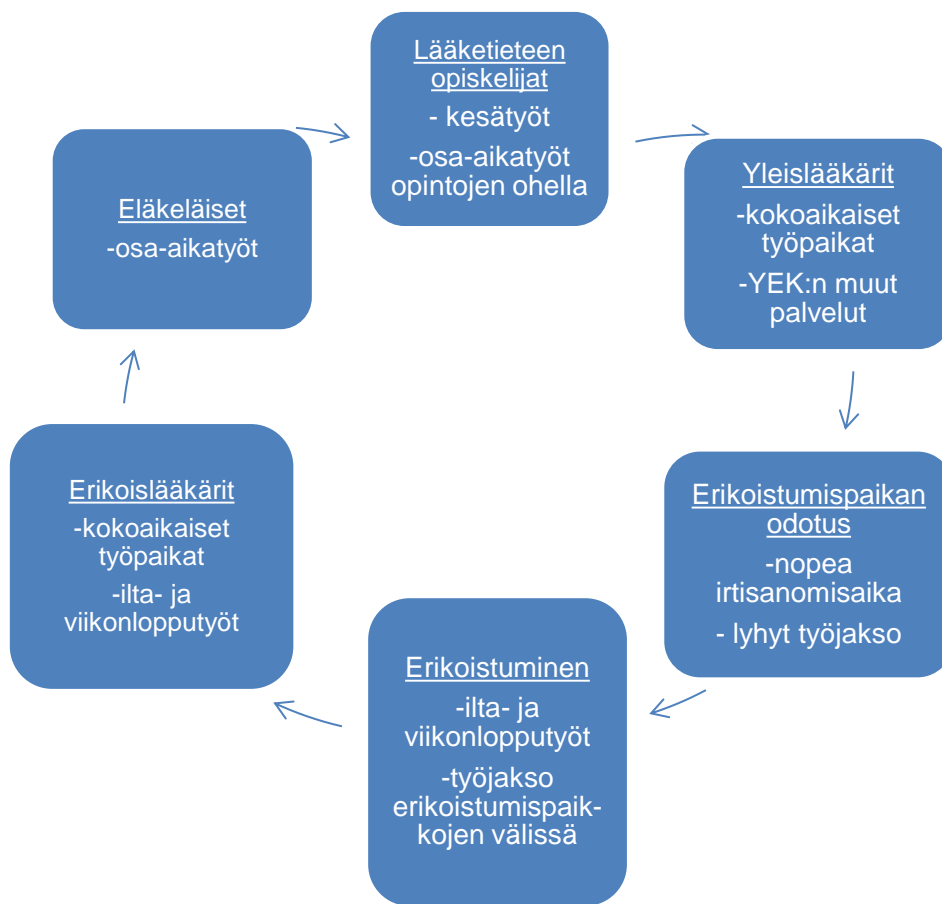 Lääketieteen
opiskelijat
- kesätyöt
-osa-aikatyöt
opintojen ohella
Yleislääkärit
-kokoaikaiset
työpaikat
-YEK:n muut
palvelut
Erikoistumispaikan
odotus
-nopea
irtisanomisaika
- lyhyt työjakso
Erikoistuminen
-ilta- ja
viikonlopputyöt
-työjakso
erikoistumispaik-
kojen välissä
Erikoislääkärit
-kokoaikaiset
työpaikat
-ilta- ja
viikonlopputyöt
Eläkeläiset
-osa-aikatyöt